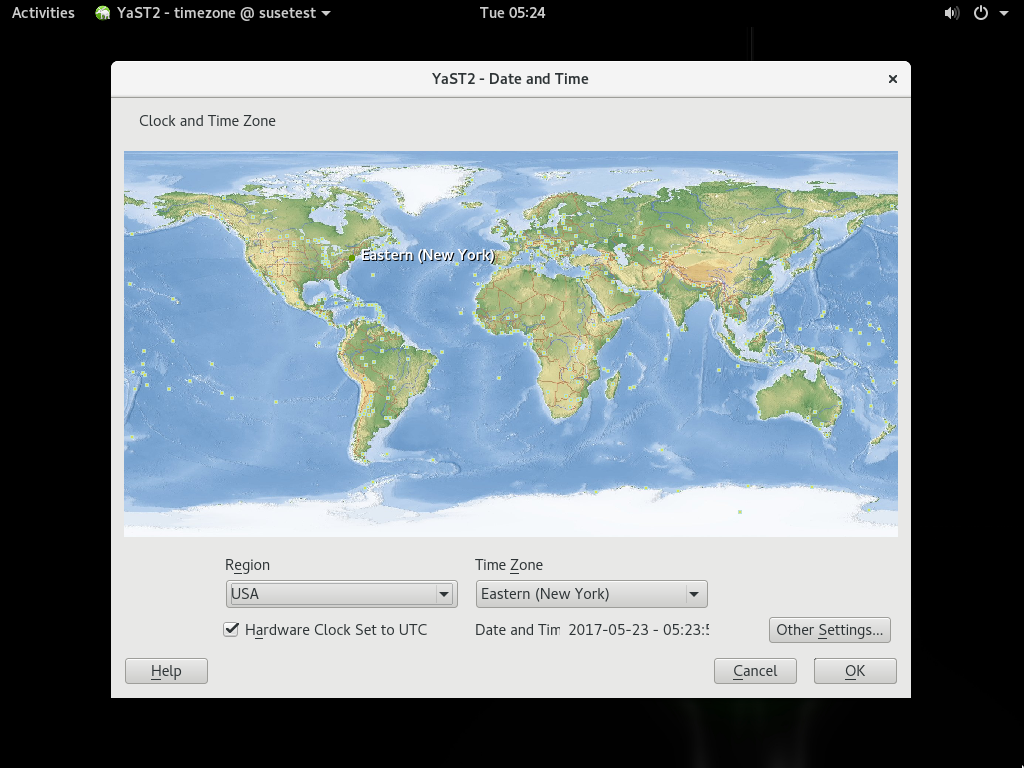 Activities YaST2 - timezone @ susetest Tue 05:24
YaST2 - Date and Time
Clock and Time Zone
Eastern (New York)
Region Time Zone
USA Eastern (New York)
Hardware Clock Set to UTC Date and Tim 2017-05-23 - 05:23:5 Other Settings...
Help Cancel OK